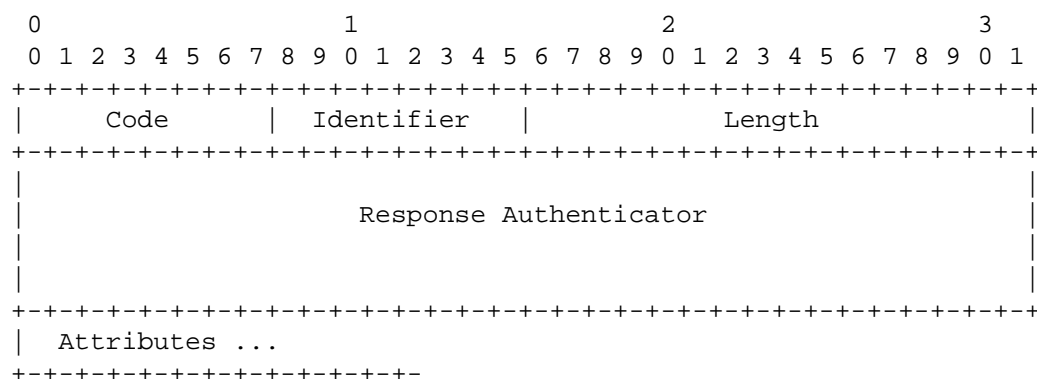 0                   1                   2                   3
 0 1 2 3 4 5 6 7 8 9 0 1 2 3 4 5 6 7 8 9 0 1 2 3 4 5 6 7 8 9 0 1
+-+-+-+-+-+-+-+-+-+-+-+-+-+-+-+-+-+-+-+-+-+-+-+-+-+-+-+-+-+-+-+-+
|     Code      |  Identifier   |            Length             |
+-+-+-+-+-+-+-+-+-+-+-+-+-+-+-+-+-+-+-+-+-+-+-+-+-+-+-+-+-+-+-+-+
|                                                               |
|                     Response Authenticator                    |
|                                                               |
|                                                               |
+-+-+-+-+-+-+-+-+-+-+-+-+-+-+-+-+-+-+-+-+-+-+-+-+-+-+-+-+-+-+-+-+
|  Attributes ...
+-+-+-+-+-+-+-+-+-+-+-+-+-